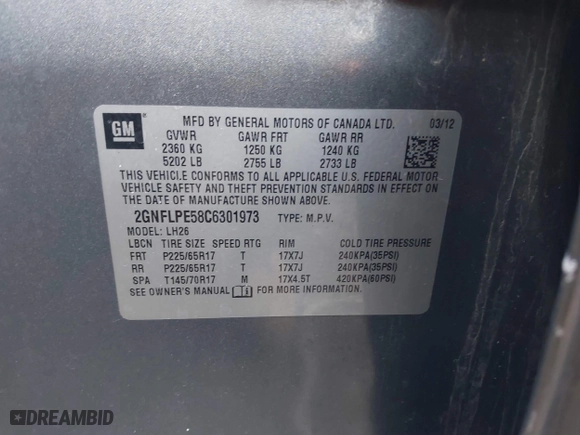 GM
MFD BY GENERAL MOTORS OF CANADA LTD. 03/12
GVWR GAWR FRT GAWR RR
2360 KG 1250 KG 1240 KG
5202 LB 2755 LB 2733 LB
THIS VEHICLE CONFORMS TO ALL APPLICABLE U.S. FEDERAL MOTOR
VEHICLE SAFETY AND THEFT PREVENTION STANDARDS IN EFFECT ON
THE DATE OF MANUFACTURE SHOWN ABOVE.
2GNFLPE58C6301973 TYPE: M.P.V.
MODEL: LH26
LBCN TIRE SIZE SPEED RTG RIM COLD TIRE PRESSURE
FRT P225/65R17 T 17X7J 240KPA(35PSI)
RR P225/65R17 T 17X7J 240KPA(35PSI)
SPA T145/70R17 M 17X4.5T 420KPA(60PSI)
SEE OWNER'S MANUAL FOR MORE INFORMATION.
DREAMBID